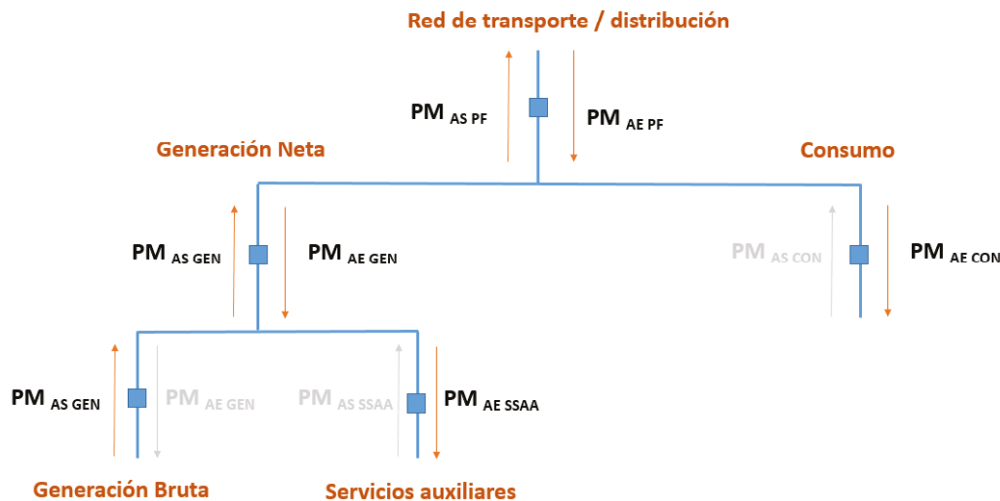 Red de transporte / distribución
PM AS PF
PM AE PF
Generación Neta
Consumo
PM AS GEN
PM AE GEN
PM AS CON
PM AE CON
PM AS GEN
PM AE GEN
PM AS SSAA
PM AE SSAA
Generación Bruta
Servicios auxiliares